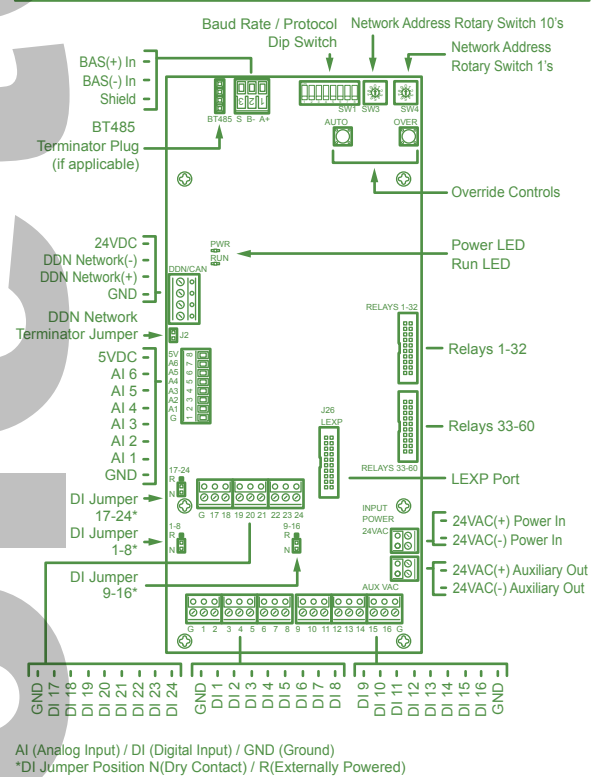 Baud Rate / Protocol
Dip Switch
Network Address Rotary Switch 10's
Network Address
Rotary Switch 1's
BAS(+) In
BAS(-) In
Shield
BT485
Terminator Plug
(if applicable)
BT485
S B- A+
3 2 1
SW1
SW3
SW4
AUTO
OVER
Override Controls
24VDC
DDN Network(-)
DDN Network(+)
GND
PWR
RUN
Power LED
Run LED
DDN/CAN
DDN Network
Terminator Jumper
J2
RELAYS 1-32
Relays 1-32
5VDC
AI 6
AI 5
AI 4
AI 3
AI 2
AI 1
GND
5V 8
A6 7
A5 6
A4 5
A3 4
A2 3
A1 2
G 1
J26
LEXP
Relays 33-60
RELAYS 33-60
LEXP Port
17-24
R
N
DI Jumper
17-24*
G 17 18 19 20 21 22 23 24
INPUT
POWER
24VAC
24VAC(+) Power In
24VAC(-) Power In
DI Jumper
1-8*
1-8
R
N
9-16
R
N
DI Jumper
9-16*
24VAC(+) Auxiliary Out
24VAC(-) Auxiliary Out
AUX VAC
G 1 2 3 4 5 6 7 8 9 10 11 12 13 14 15 16 G
GND
DI 17
DI 18
DI 19
DI 20
DI 21
DI 22
DI 23
DI 24
GND
DI 1
DI 2
DI 3
DI 4
DI 5
DI 6
DI 7
DI 8
DI 9
DI 10
DI 11
DI 12
DI 13
DI 14
DI 15
DI 16
GND
AI (Analog Input) / DI (Digital Input) / GND (Ground)
*DI Jumper Position N(Dry Contact) / R(Externally Powered)